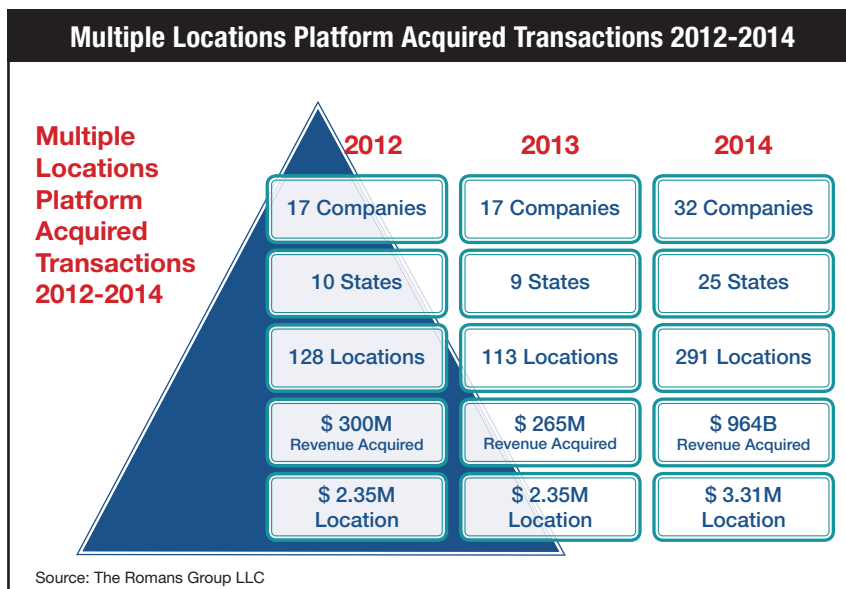 Multiple Locations Platform Acquired Transactions 2012-2014
Multiple
Locations
Platform
Acquired
Transactions
2012-2014
2012
2013
2014
17 Companies
17 Companies
32 Companies
10 States
9 States
25 States
128 Locations
113 Locations
291 Locations
$ 300M
Revenue Acquired
$ 265M
Revenue Acquired
$ 964B
Revenue Acquired
$ 2.35M
Location
$ 2.35M
Location
$ 3.31M
Location
Source: The Romans Group LLC